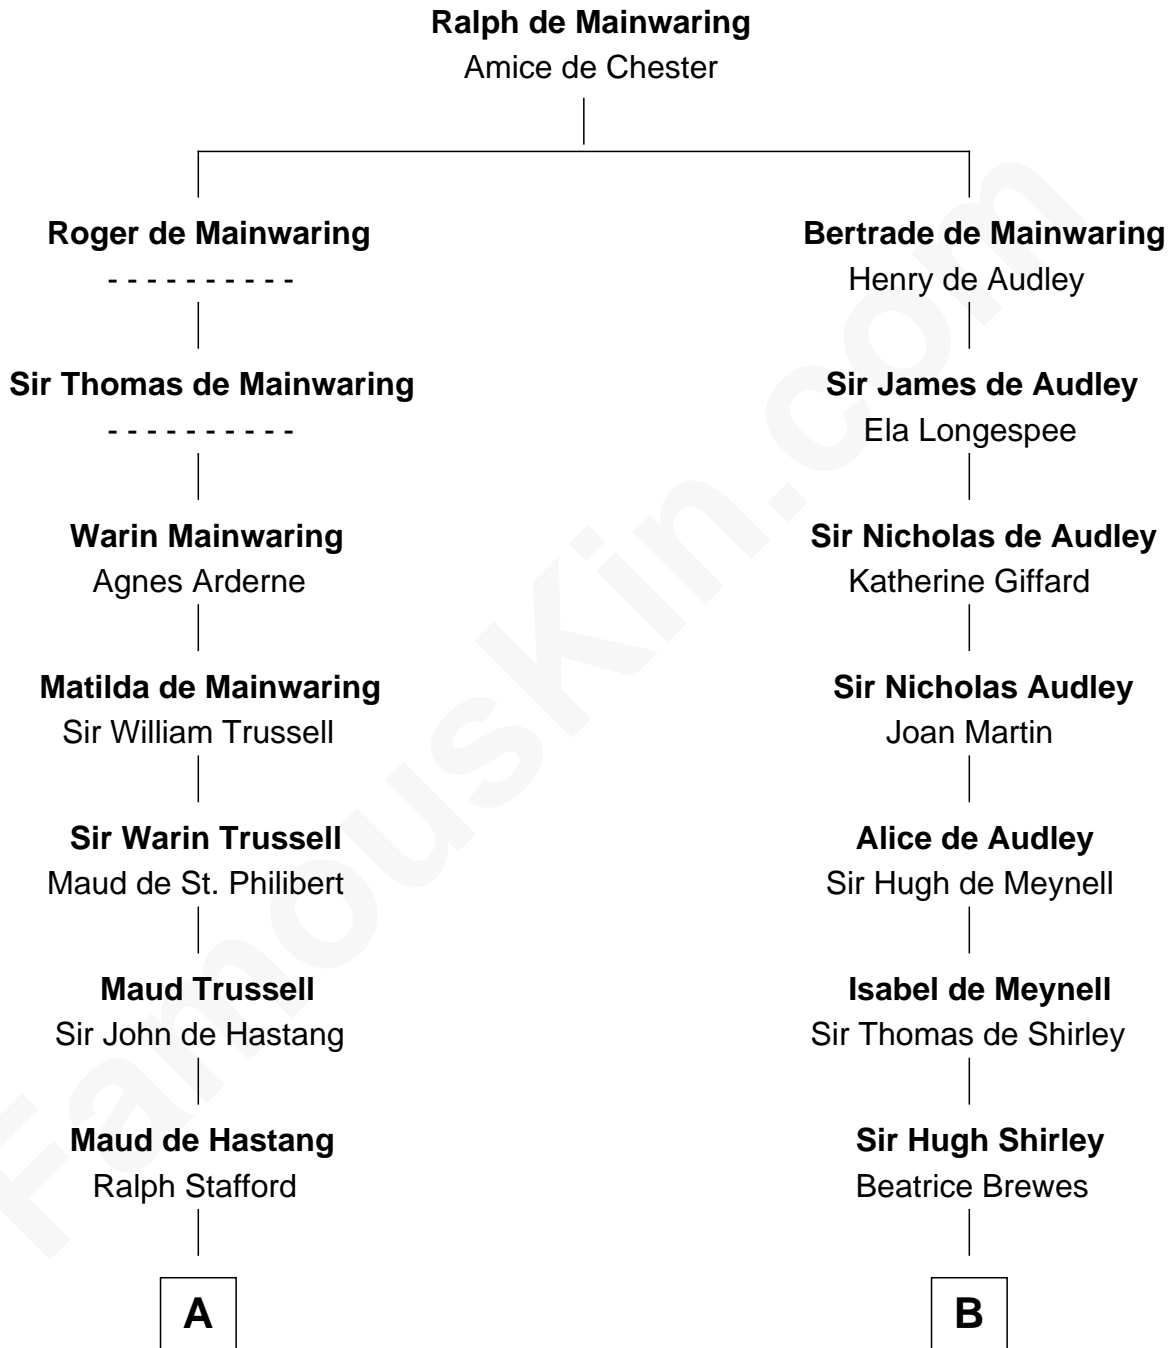 Ralph de Mainwaring
Amice de Chester
Roger de Mainwaring
- - - - - - - - - -
Sir Thomas de Mainwaring
- - - - - - - - - -
Warin Mainwaring
Agnes Arderne
Matilda de Mainwaring
Sir William Trussell
Sir Warin Trussell
Maud de St. Philibert
Maud Trussell
Sir John de Hastang
Maud de Hastang
Ralph Stafford
A
Bertrade de Mainwaring
Henry de Audley
Sir James de Audley
Ela Longespee
Sir Nicholas de Audley
Katherine Giffard
Sir Nicholas Audley
Joan Martin
Alice de Audley
Sir Hugh de Meynell
Isabel de Meynell
Sir Thomas de Shirley
Sir Hugh Shirley
Beatrice Brewes
B
FamousKin.com